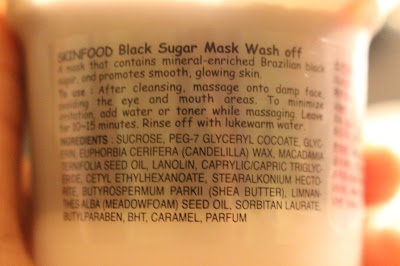 SKINFOOD Black Sugar Mask Wash off
A mask that contains mineral-enriched Brazilian black
sugar, and promotes smooth, glowing skin.
To use : After cleansing, massage onto damp face,
avoiding the eye and mouth areas. To minimize
irritation, add water or toner while massaging. Leave
for 10~15 minutes. Rinse off with lukewarm water.
INGREDIENTS : SUCROSE, PEG-7 GLYCERYL COCOATE, GLYC-
ERIN, EUPHORBIA CERIFERA (CANDELILLA) WAX, MACADAMIA
TERNIFOLIA SEED OIL, LANOLIN, CAPRYLIC/CAPRIC TRIGLYC-
ERIDE, CETYL ETHYLHEXANOATE, STEARALKONIUM HECTO-
RITE, BUTYROSPERMUM PARKII (SHEA BUTTER), LIMNAN-
THES ALBA (MEADOWFOAM) SEED OIL, SORBITAN LAURATE,
BUTYLPARABEN, BHT, CARAMEL, PARFUM